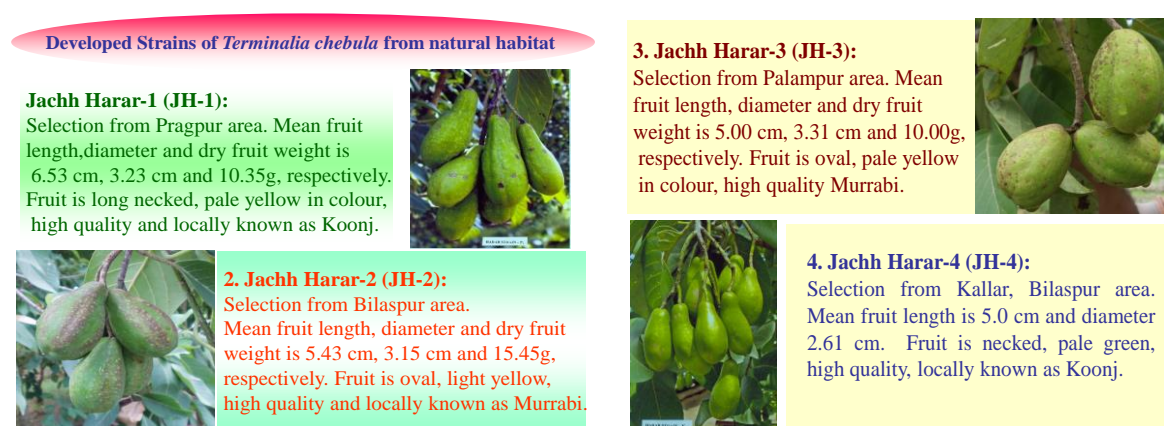 Developed Strains of Terminalia chebula from natural habitat
Jachh Harar-1 (JH-1):
Selection from Pragpur area. Mean fruit
length,diameter and dry fruit weight is
6.53 cm, 3.23 cm and 10.35g, respectively.
Fruit is long necked, pale yellow in colour,
high quality and locally known as Koonj.
2. Jachh Harar-2 (JH-2):
Selection from Bilaspur area.
Mean fruit length, diameter and dry fruit
weight is 5.43 cm, 3.15 cm and 15.45g,
respectively. Fruit is oval, light yellow,
high quality and locally known as Murrabi.
3. Jachh Harar-3 (JH-3):
Selection from Palampur area. Mean
fruit length, diameter and dry fruit
weight is 5.00 cm, 3.31 cm and 10.00g,
respectively. Fruit is oval, pale yellow
in colour, high quality Murrabi.
4. Jachh Harar-4 (JH-4):
Selection from Kallar, Bilaspur area.
Mean fruit length is 5.0 cm and diameter
2.61 cm. Fruit is necked, pale green,
high quality, locally known as Koonj.